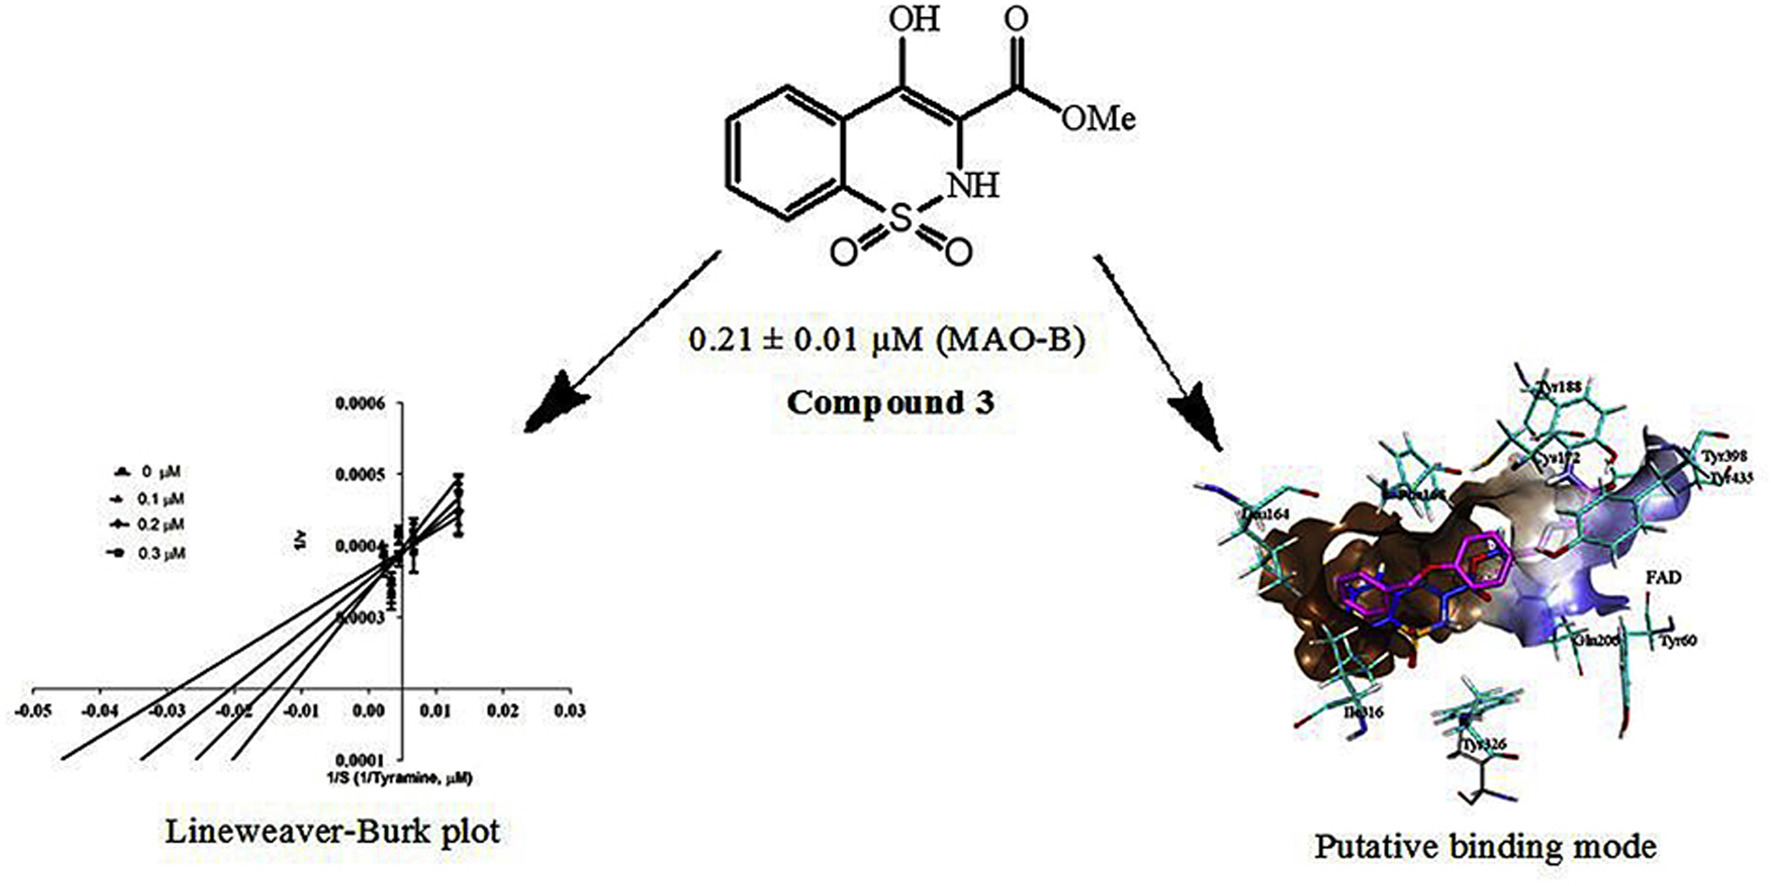 OH O
OMe
NH
S
O O
0.21 ± 0.01 µM (MAO-B)
Compound 3
0.0006
0.0005
0.0004
0.0003
0.0001
1/v
0 µM
0.1 µM
0.2 µM
0.3 µM
-0.05 -0.04 -0.03 -0.02 -0.01 0.00 0.01 0.02 0.03
1/S (1/Tyramine, µM)
Lineweaver-Burk plot
Tyr188
Cys172
Tyr398
Tyr435
Phe168
Leu164
FAD
Gln206
Tyr60
Ile316
Tyr326
Putative binding mode